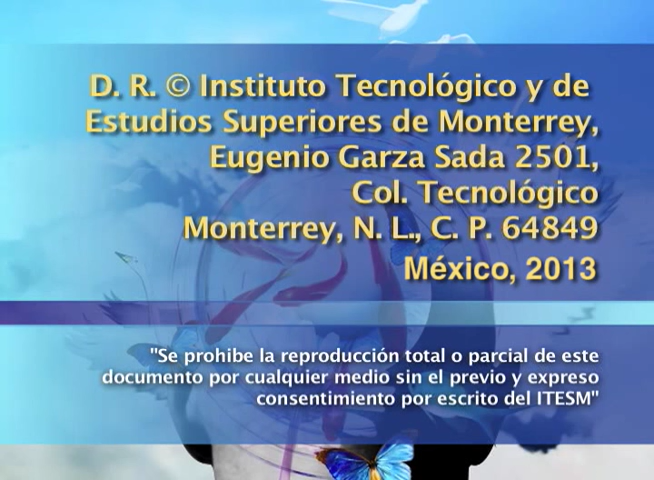 D. R. © Instituto Tecnológico y de
Estudios Superiores de Monterrey,
Eugenio Garza Sada 2501,
Col. Tecnológico
Monterrey, N. L., C. P. 64849
México, 2013
"Se prohibe la reproducción total o parcial de este
documento por cualquier medio sin el previo y expreso
consentimiento por escrito del ITESM"